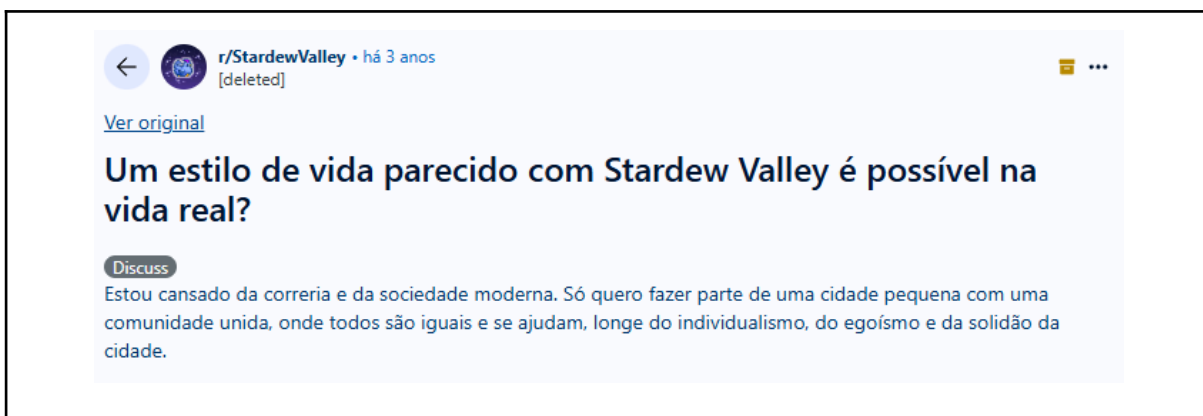 r/StardewValley • há 3 anos
[deleted]
Ver original
Um estilo de vida parecido com Stardew Valley é possível na
vida real?
Discuss
Estou cansado da correria e da sociedade moderna. Só quero fazer parte de uma cidade pequena com uma
comunidade unida, onde todos são iguais e se ajudam, longe do individualismo, do egoísmo e da solidão da
cidade.